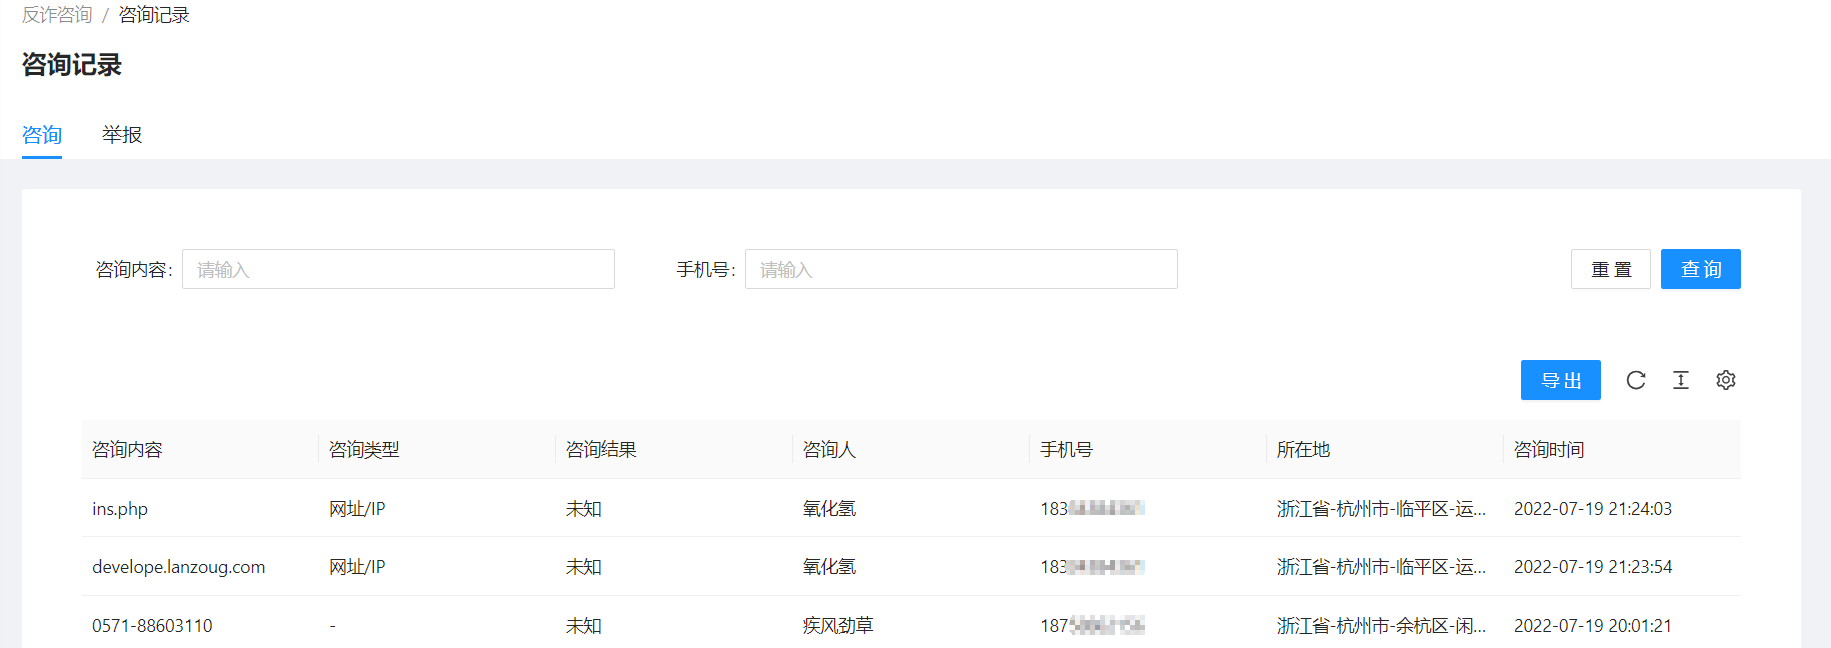 反诈咨询 / 咨询记录
咨询记录
咨询 举报
咨询内容: 请输入 手机号: 请输入 重 置 查 询
导 出
咨询内容 咨询类型 咨询结果 咨询人 手机号 所在地 咨询时间
ins.php 网址/IP 未知 氧化氢 183 浙江省-杭州市-临平区-运... 2022-07-19 21:24:03
develope.lanzoug.com 网址/IP 未知 氧化氢 183 浙江省-杭州市-临平区-运... 2022-07-19 21:23:54
0571-88603110 - 未知 疾风劲草 187 浙江省-杭州市-余杭区-闲... 2022-07-19 20:01:21